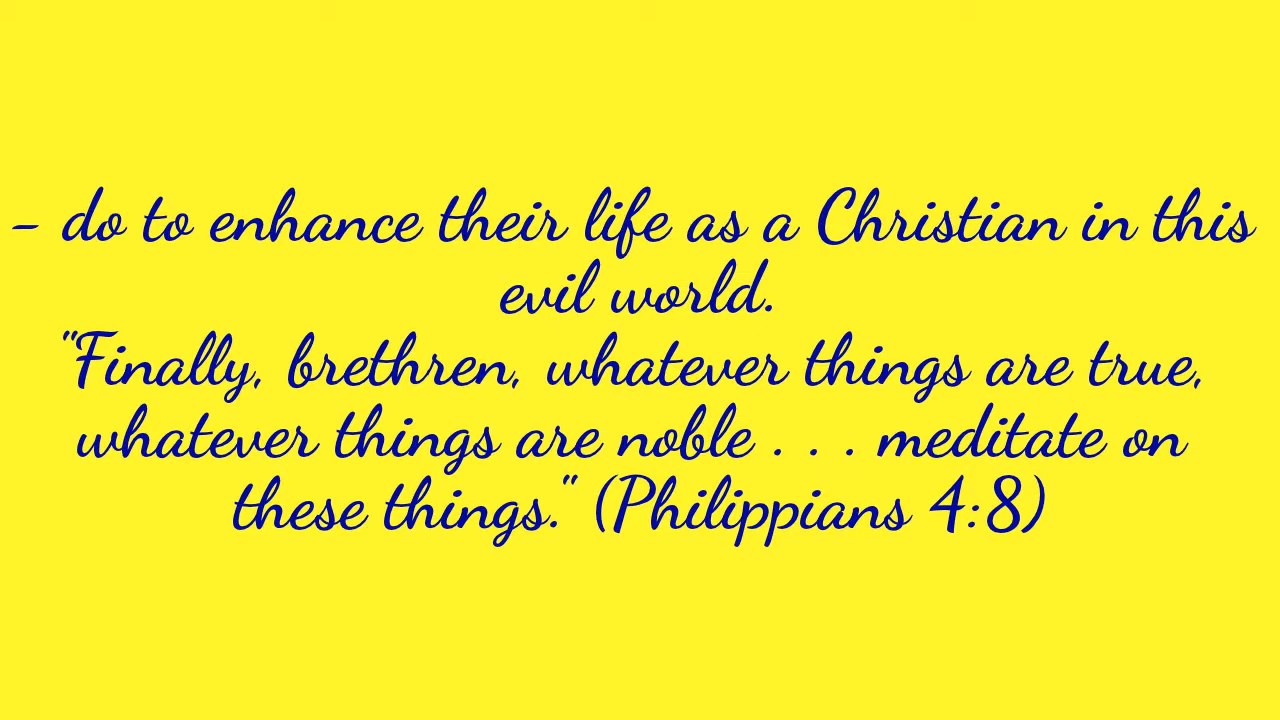 - do to enhance their life as a Christian in this
evil world.
"Finally, brethren, whatever things are true,
whatever things are noble . . . meditate on
these things." (Philippians 4:8)